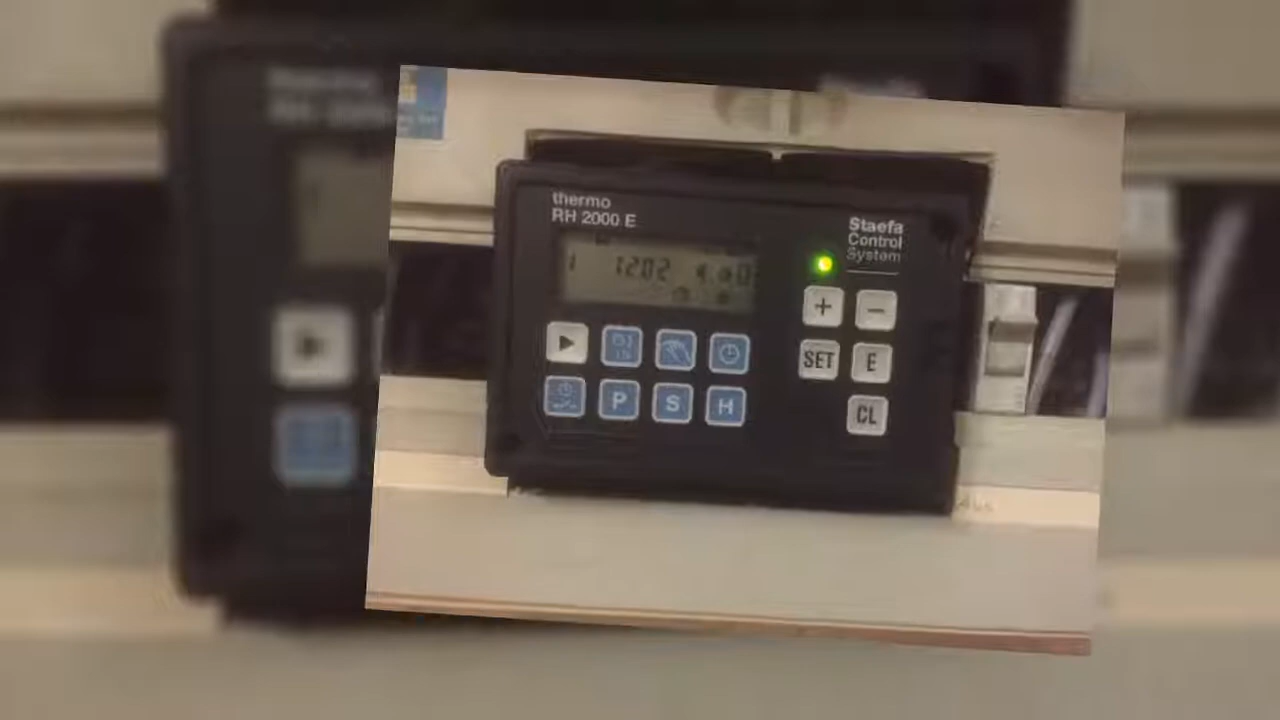 thermo
RH 2000 E
Staefa
Control
System
1 12:02
+ −
SET E
P S H
CL